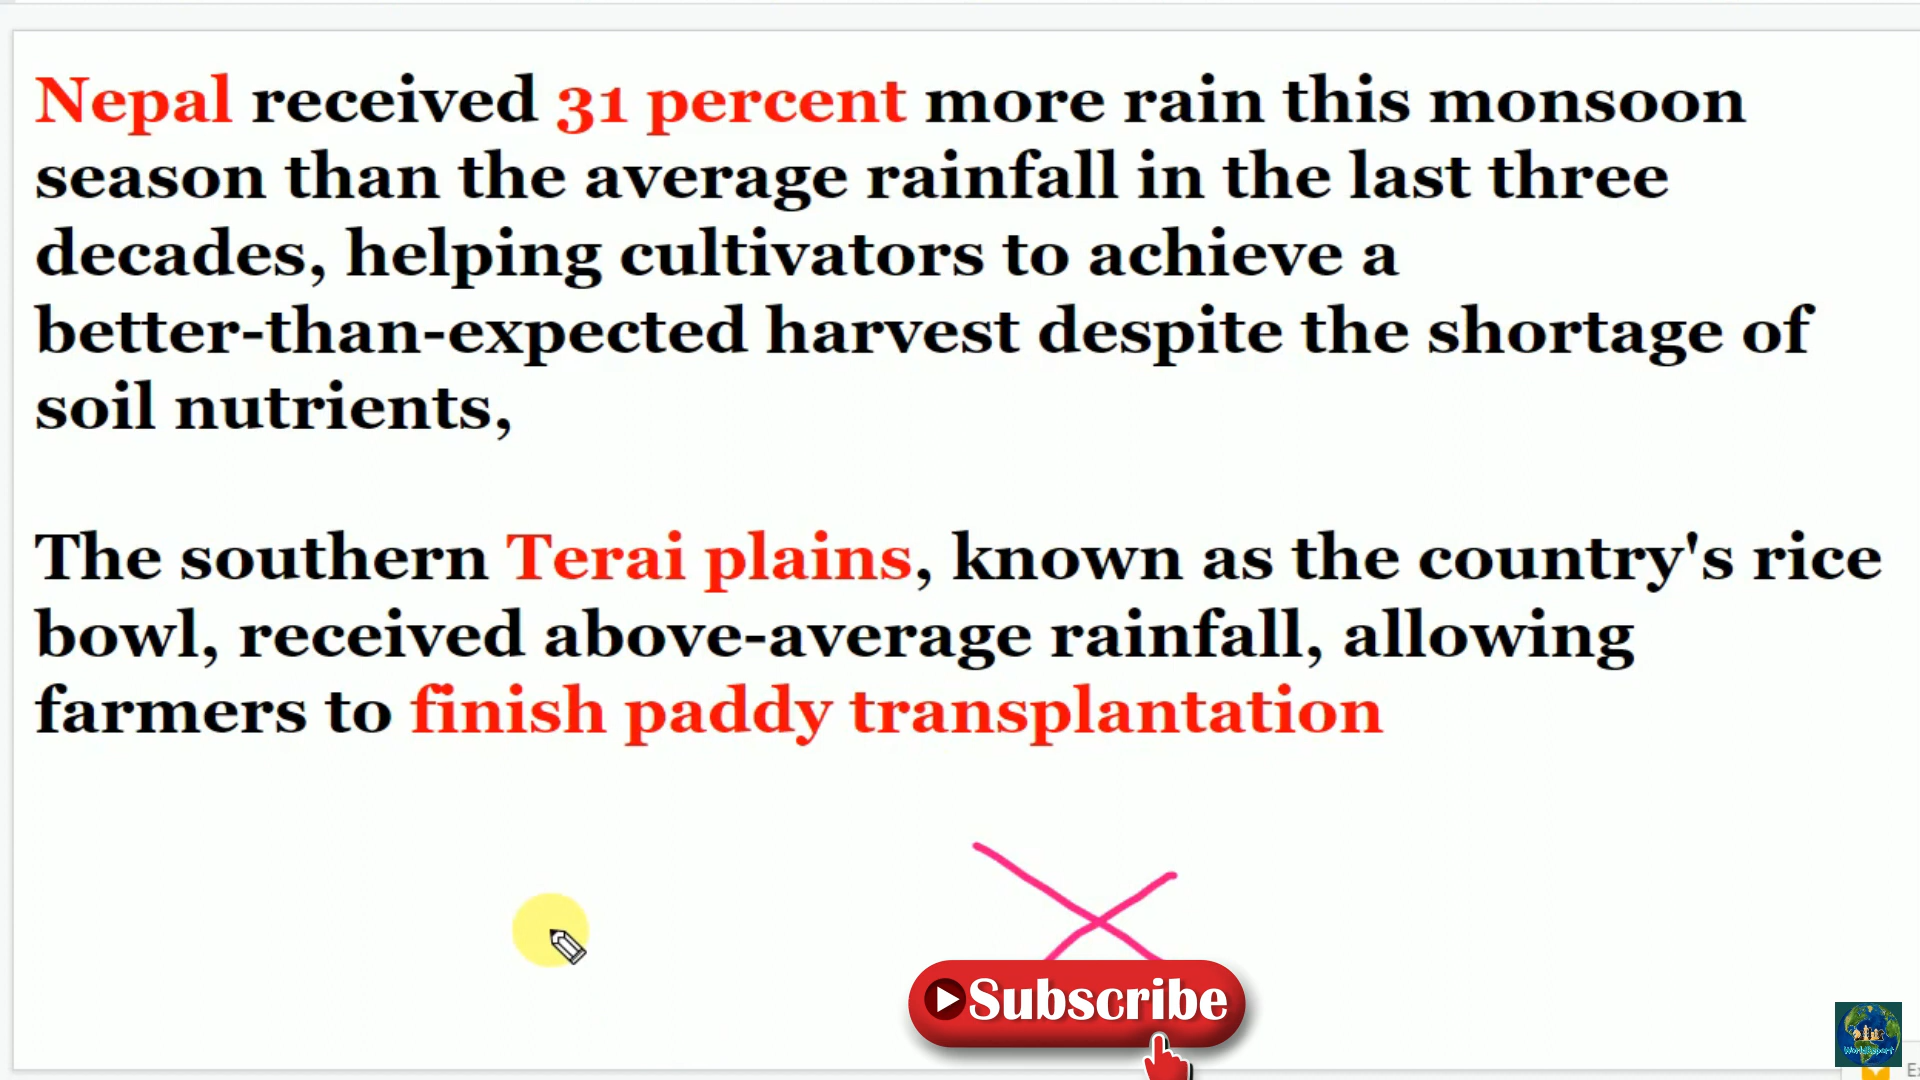 Nepal received 31 percent more rain this monsoon
season than the average rainfall in the last three
decades, helping cultivators to achieve a
better-than-expected harvest despite the shortage of
soil nutrients,
The southern Terai plains, known as the country's rice
bowl, received above-average rainfall, allowing
farmers to finish paddy transplantation
Subscribe